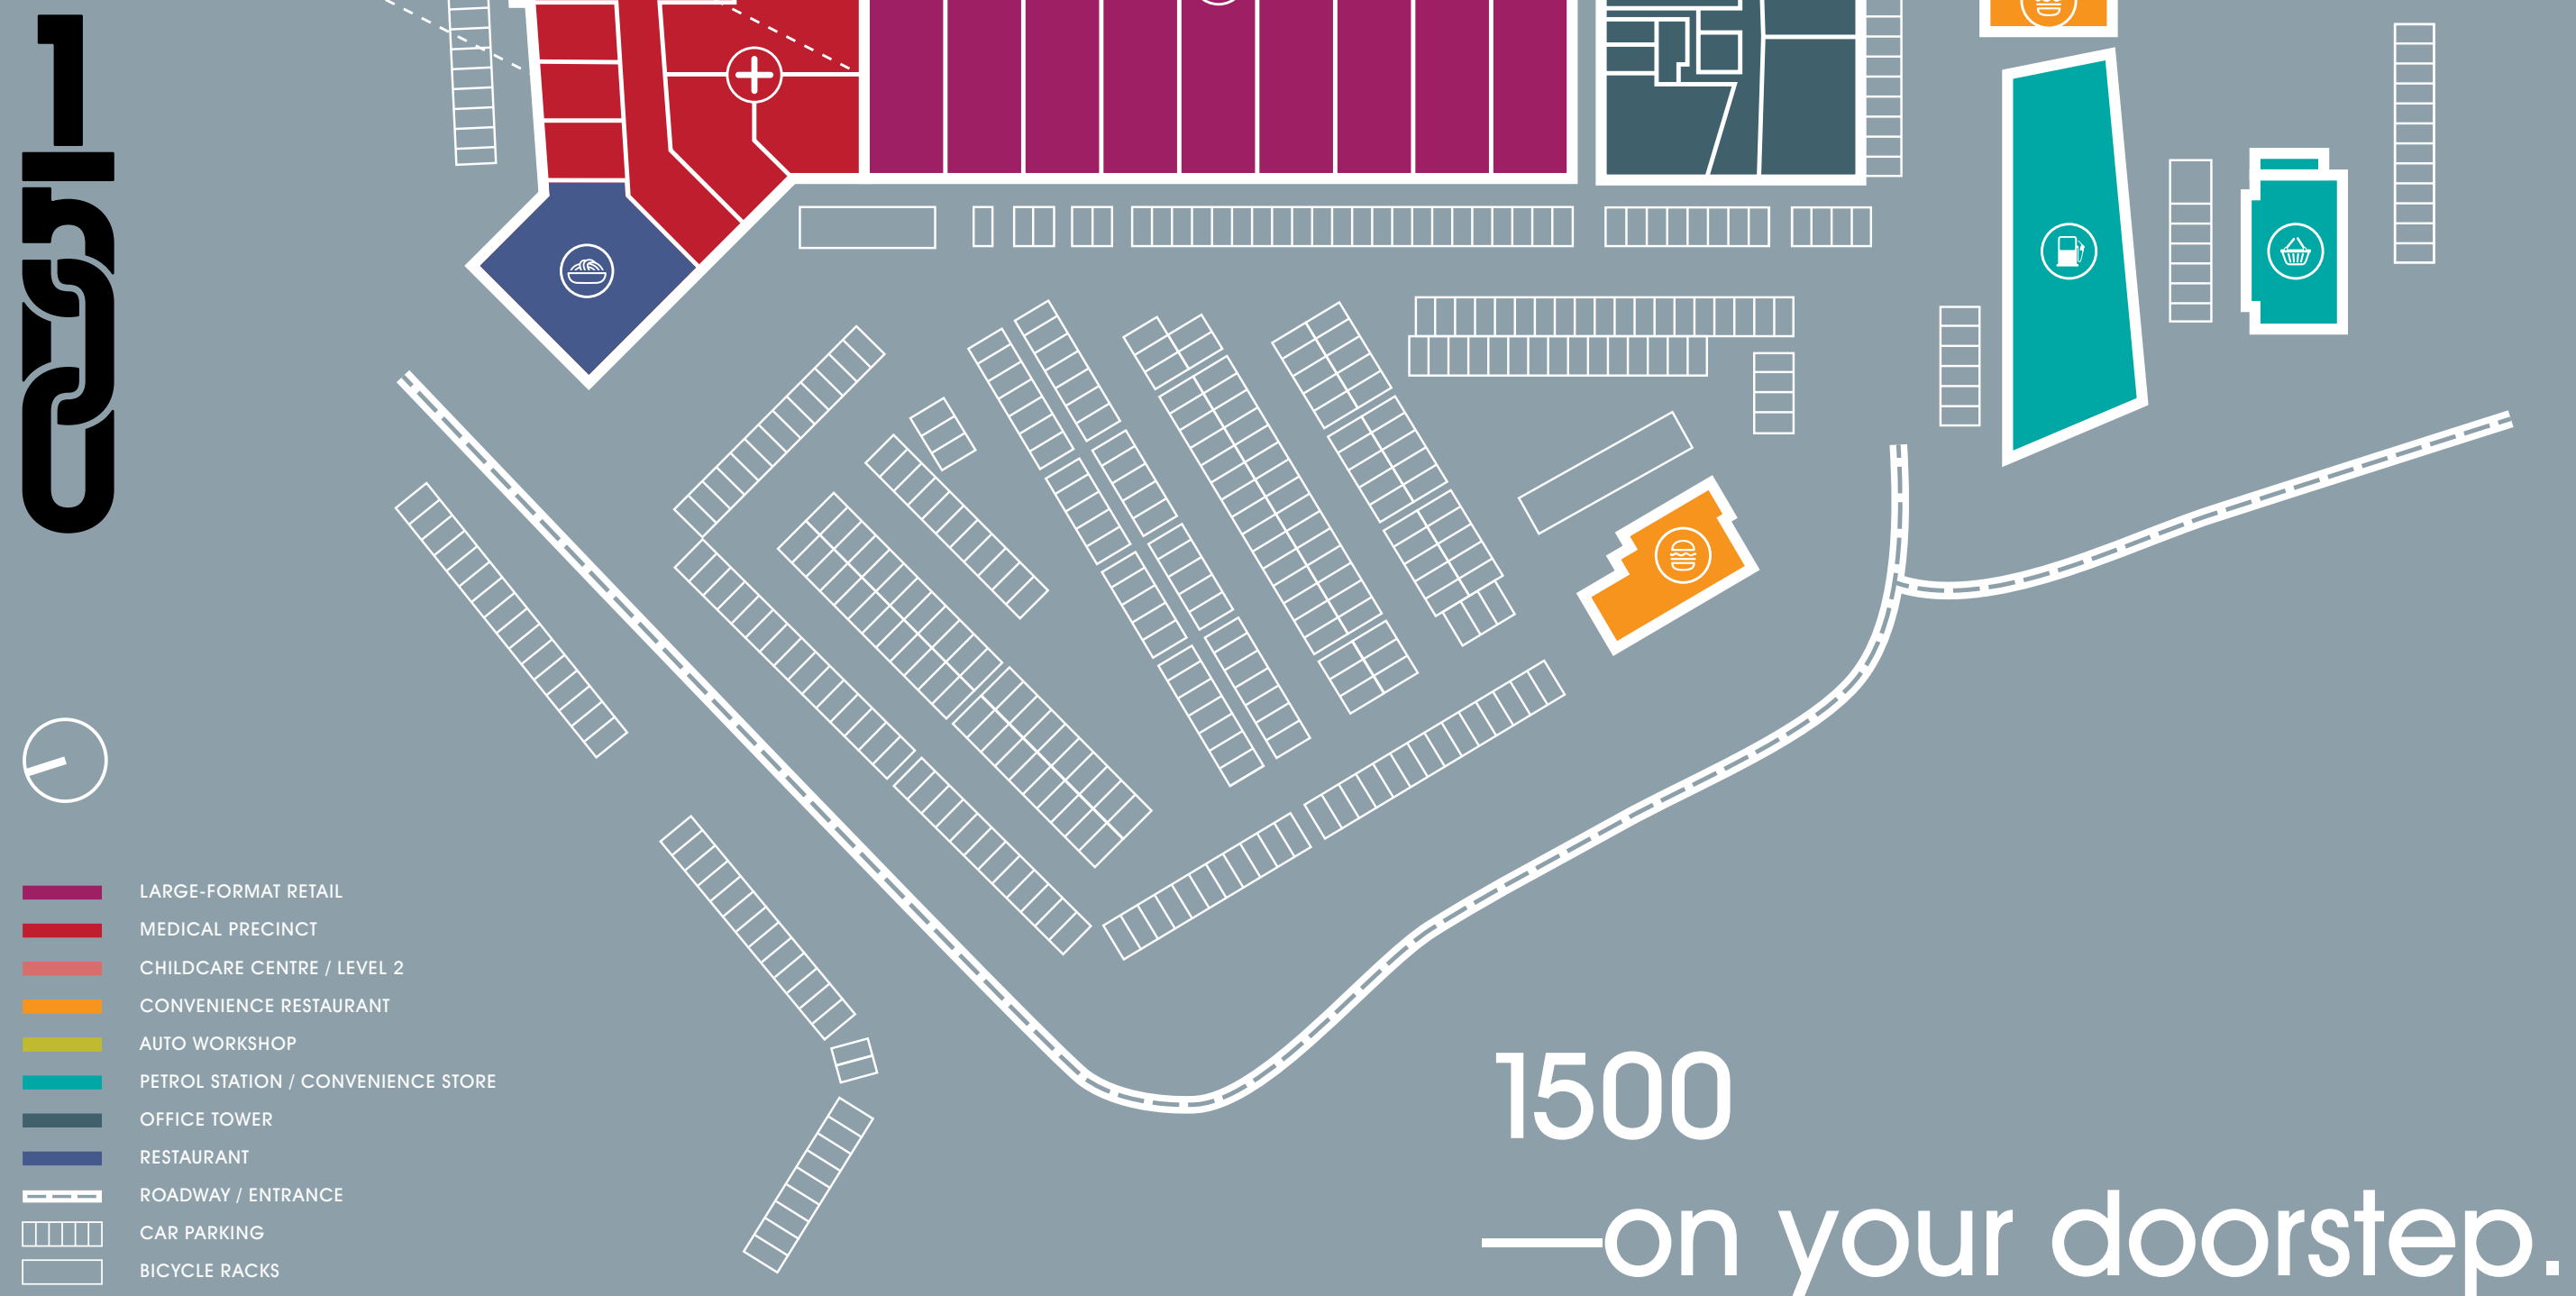 1500
LARGE-FORMAT RETAIL
MEDICAL PRECINCT
CHILDCARE CENTRE / LEVEL 2
CONVENIENCE RESTAURANT
AUTO WORKSHOP
PETROL STATION / CONVENIENCE STORE
OFFICE TOWER
RESTAURANT
ROADWAY / ENTRANCE
CAR PARKING
BICYCLE RACKS
1500
—on your doorstep.